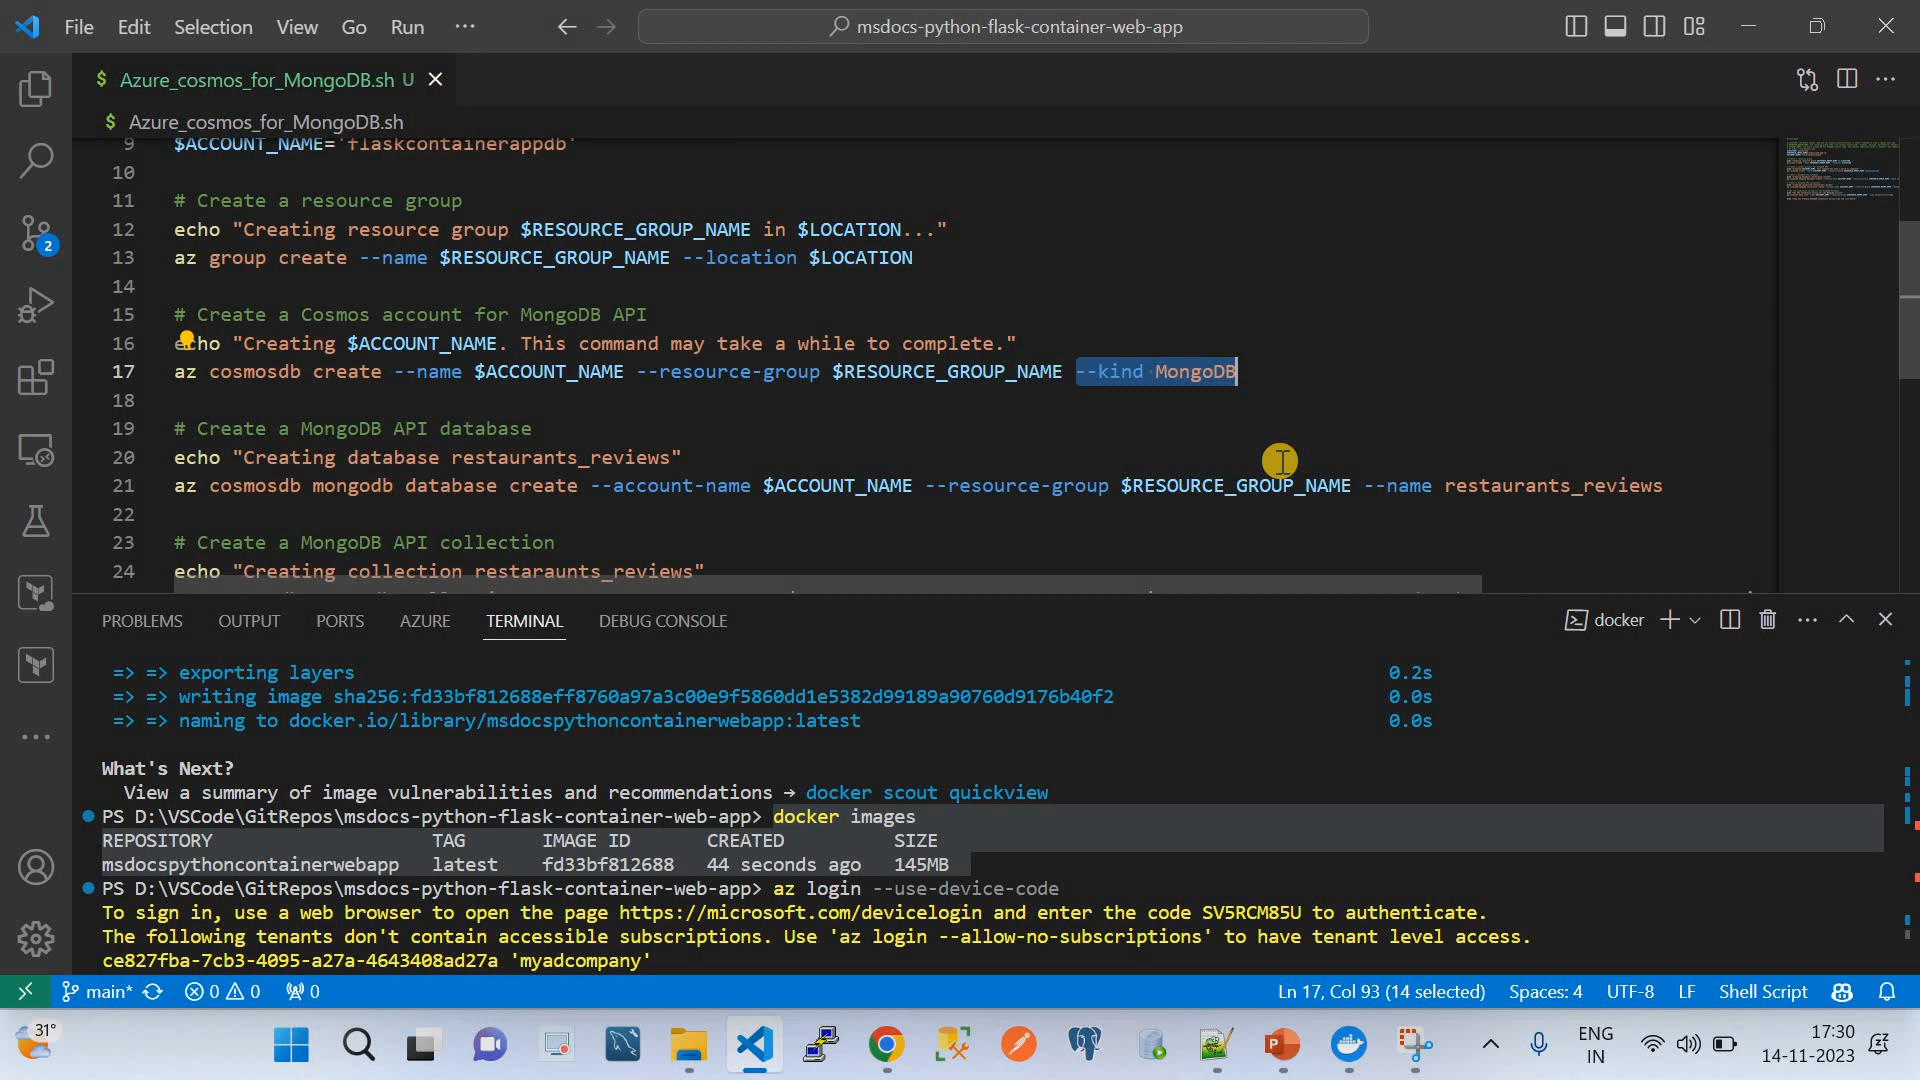 File Edit Selection View Go Run ···
msdocs-python-flask-container-web-app
$ Azure_cosmos_for_MongoDB.sh U
$ Azure_cosmos_for_MongoDB.sh
9 $ACCOUNT_NAME='flaskcontainerappdb'
10
11 # Create a resource group
12 echo "Creating resource group $RESOURCE_GROUP_NAME in $LOCATION..."
13 az group create --name $RESOURCE_GROUP_NAME --location $LOCATION
14
15 # Create a Cosmos account for MongoDB API
16 echo "Creating $ACCOUNT_NAME. This command may take a while to complete."
17 az cosmosdb create --name $ACCOUNT_NAME --resource-group $RESOURCE_GROUP_NAME --kind MongoDB
18
19 # Create a MongoDB API database
20 echo "Creating database restaurants_reviews"
21 az cosmosdb mongodb database create --account-name $ACCOUNT_NAME --resource-group $RESOURCE_GROUP_NAME --name restaurants_reviews
22
23 # Create a MongoDB API collection
24 echo "Creating collection restaraunts_reviews"
2
PROBLEMS OUTPUT PORTS AZURE TERMINAL DEBUG CONSOLE
docker
=> => exporting layers 0.2s
=> => writing image sha256:fd33bf812688eff8760a97a3c00e9f5860dd1e5382d99189a90760d9176b40f2 0.0s
=> => naming to docker.io/library/msdocspythoncontainerwebapp:latest 0.0s
What's Next?
View a summary of image vulnerabilities and recommendations → docker scout quickview
PS D:\VSCode\GitRepos\msdocs-python-flask-container-web-app> docker images
REPOSITORY TAG IMAGE ID CREATED SIZE
msdocspythoncontainerwebapp latest fd33bf812688 44 seconds ago 145MB
PS D:\VSCode\GitRepos\msdocs-python-flask-container-web-app> az login --use-device-code
To sign in, use a web browser to open the page https://microsoft.com/devicelogin and enter the code SV5RCM85U to authenticate.
The following tenants don't contain accessible subscriptions. Use 'az login --allow-no-subscriptions' to have tenant level access.
ce827fba-7cb3-4095-a27a-4643408ad27a 'myadcompany'
main* 0 0 0 Ln 17, Col 93 (14 selected) Spaces: 4 UTF-8 LF Shell Script
31°
ENG
IN
17:30
14-11-2023